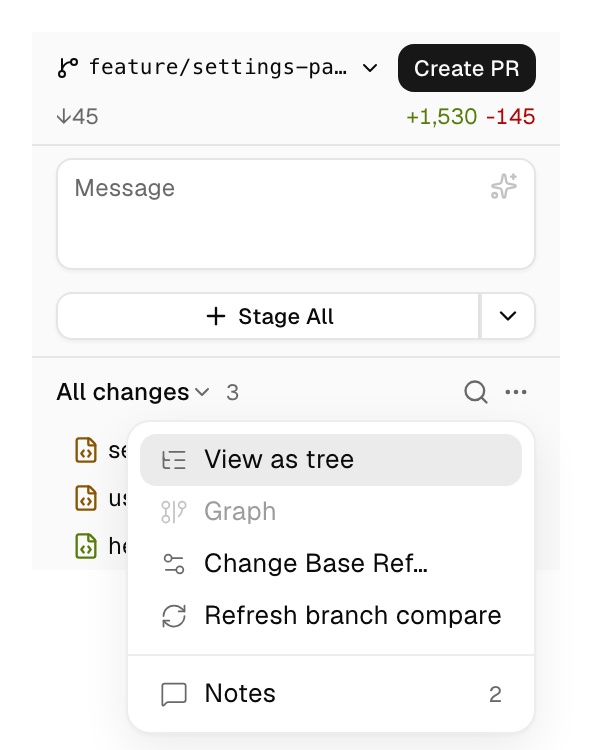 feature/settings-pa…
Create PR
↓45
+1,530 -145
Message
+ Stage All
All changes 3
View as tree
Graph
Change Base Ref…
Refresh branch compare
Notes 2